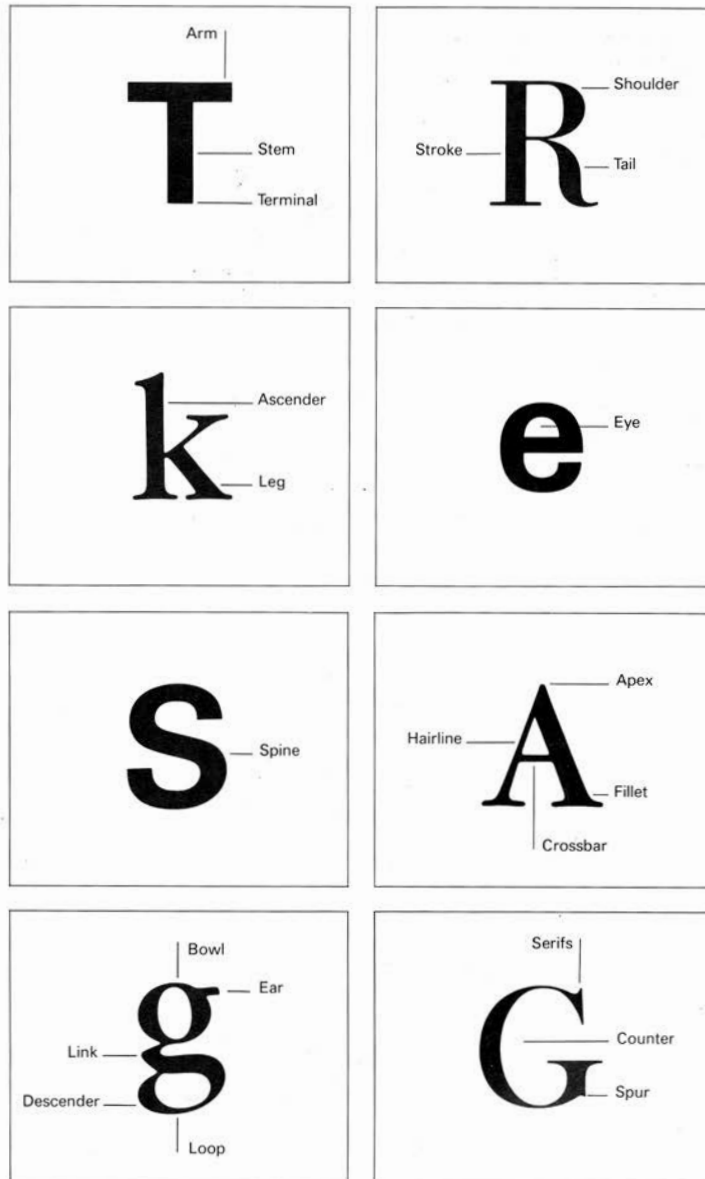 Arm
T
Stem
Terminal
Shoulder
R
Stroke
Tail
k
Ascender
Leg
e
Eye
S
Spine
Apex
A
Hairline
Fillet
Crossbar
Bowl
Ear
g
Link
Descender
Loop
Serifs
G
Counter
Spur